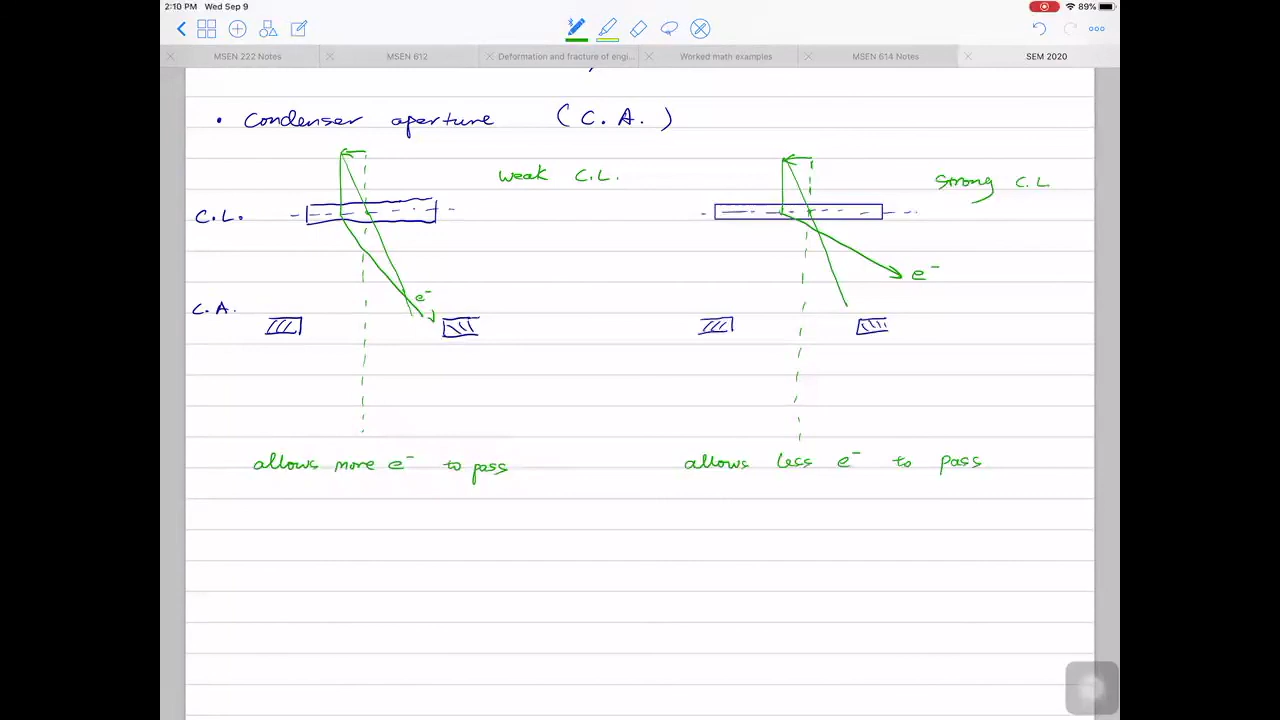 2:10 PM Wed Sep 9
89%
MSEN 222 Notes
MSEN 612
Deformation and fracture of engi...
Worked math examples
MSEN 614 Notes
SEM 2020
• Condenser aperture (C.A.)
weak C.L.
strong C.L
C.L.
e⁻
e⁻
C.A.
allows more e⁻ to pass
allows less e⁻ to pass